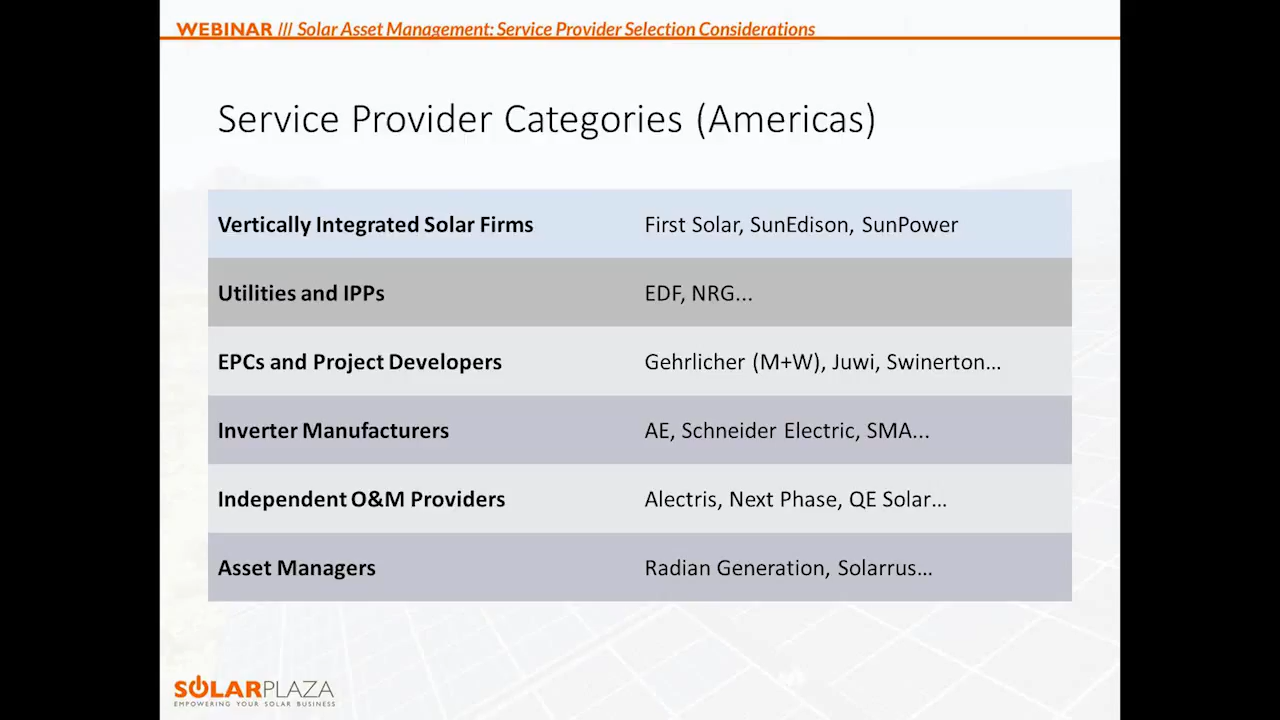 WEBINAR /// Solar Asset Management: Service Provider Selection Considerations
Service Provider Categories (Americas)
Vertically Integrated Solar Firms First Solar, SunEdison, SunPower
Utilities and IPPs EDF, NRG...
EPCs and Project Developers Gehrlicher (M+W), Juwi, Swinerton...
Inverter Manufacturers AE, Schneider Electric, SMA...
Independent O&M Providers Alectris, Next Phase, QE Solar...
Asset Managers Radian Generation, Solarrus...
SOLARPLAZA
EMPOWERING YOUR SOLAR BUSINESS